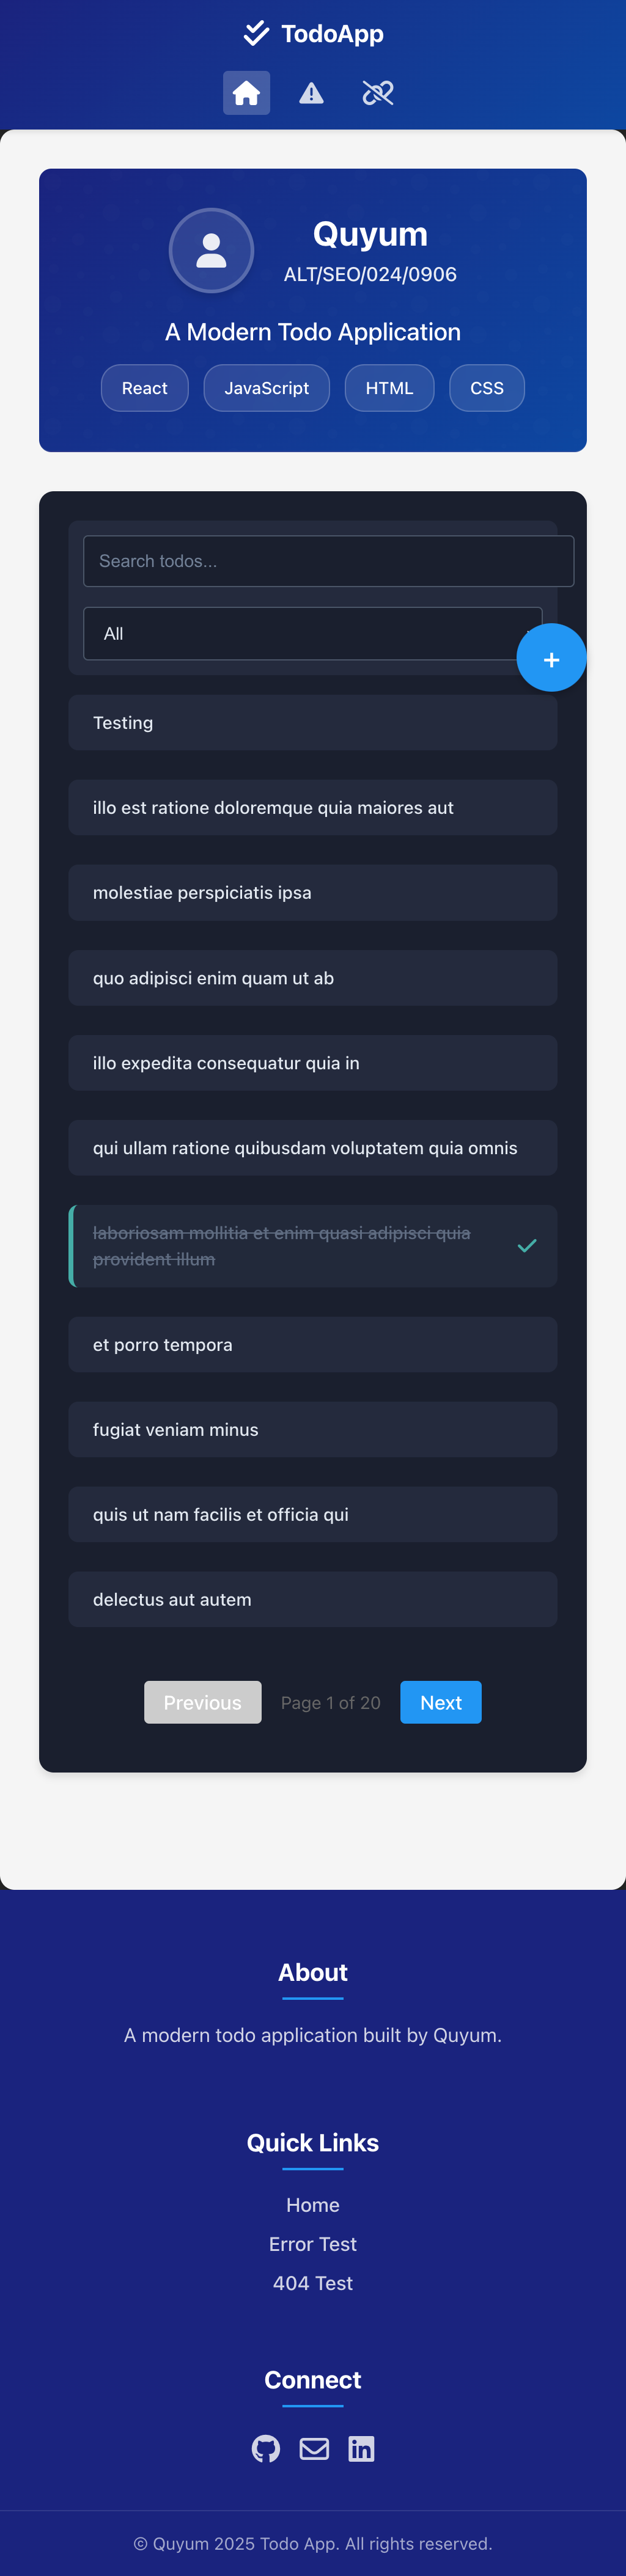 TodoApp
Quyum
ALT/SEO/024/0906
A Modern Todo Application
React
JavaScript
HTML
CSS
Search todos...
All
+
Testing
illo est ratione doloremque quia maiores aut
molestiae perspiciatis ipsa
quo adipisci enim quam ut ab
illo expedita consequatur quia in
qui ullam ratione quibusdam voluptatem quia omnis
laboriosam mollitia et enim quasi adipisci quia
provident illum
et porro tempora
fugiat veniam minus
quis ut nam facilis et officia qui
delectus aut autem
Previous
Page 1 of 20
Next
About
A modern todo application built by Quyum.
Quick Links
Home
Error Test
404 Test
Connect
© Quyum 2025 Todo App. All rights reserved.